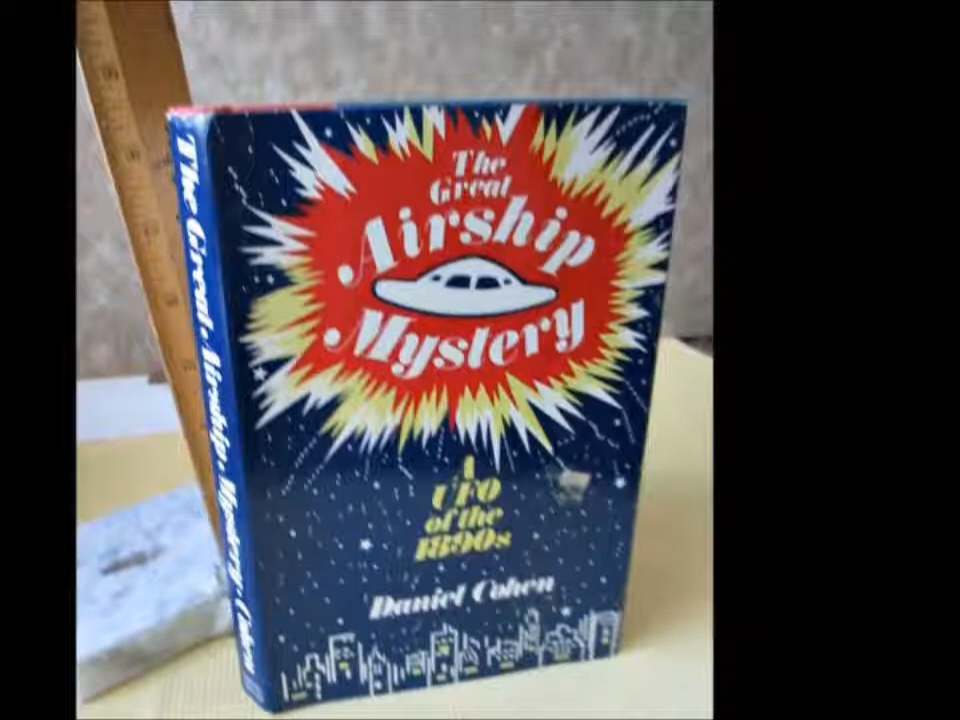 The
Great
Airship
Mystery
A
UFO
of the
1890s
Daniel Cohen
The Great Airship Mystery Cohen